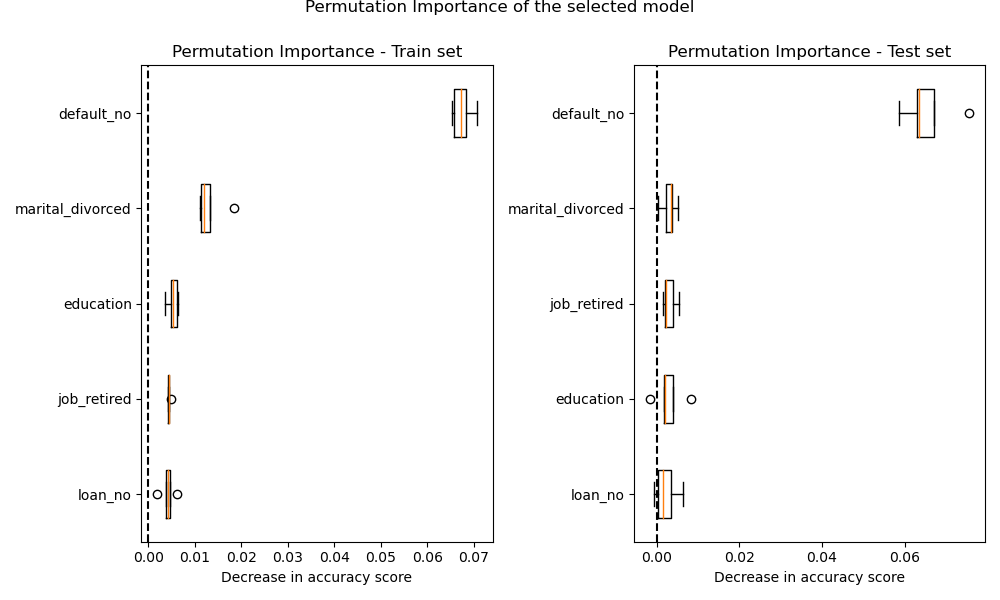 Permutation Importance of the selected model
Permutation Importance - Train set
default_no
marital_divorced
education
job_retired
loan_no
0.00 0.01 0.02 0.03 0.04 0.05 0.06 0.07
Decrease in accuracy score
Permutation Importance - Test set
default_no
marital_divorced
job_retired
education
loan_no
0.00 0.02 0.04 0.06
Decrease in accuracy score